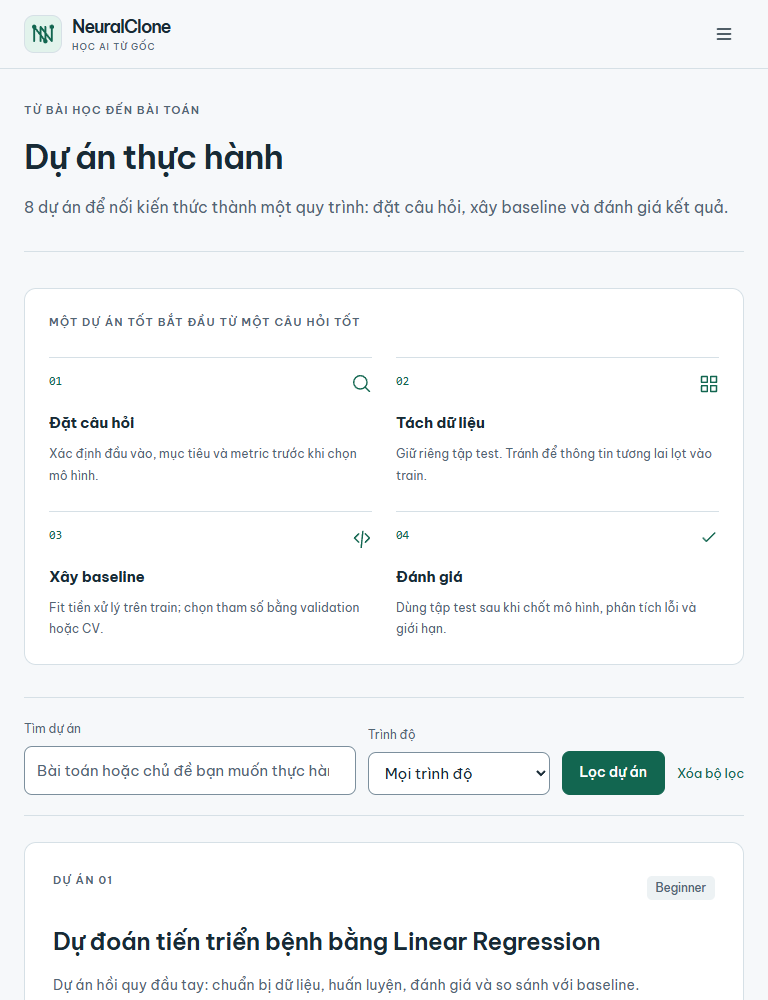 NeuralClone
HỌC AI TỪ GỐC
TỪ BÀI HỌC ĐẾN BÀI TOÁN
Dự án thực hành
8 dự án để nối kiến thức thành một quy trình: đặt câu hỏi, xây baseline và đánh giá kết quả.
MỘT DỰ ÁN TỐT BẮT ĐẦU TỪ MỘT CÂU HỎI TỐT
01
Đặt câu hỏi
Xác định đầu vào, mục tiêu và metric trước khi chọn
mô hình.
02
Tách dữ liệu
Giữ riêng tập test. Tránh để thông tin tương lai lọt vào
train.
03
Xây baseline
Fit tiền xử lý trên train; chọn tham số bằng validation
hoặc CV.
04
Đánh giá
Dùng tập test sau khi chốt mô hình, phân tích lỗi và
giới hạn.
Tìm dự án
Bài toán hoặc chủ đề bạn muốn thực hàn
Trình độ
Mọi trình độ
Lọc dự án
Xóa bộ lọc
DỰ ÁN 01
Beginner
Dự đoán tiến triển bệnh bằng Linear Regression
Dự án hồi quy đầu tay: chuẩn bị dữ liệu, huấn luyện, đánh giá và so sánh với baseline.